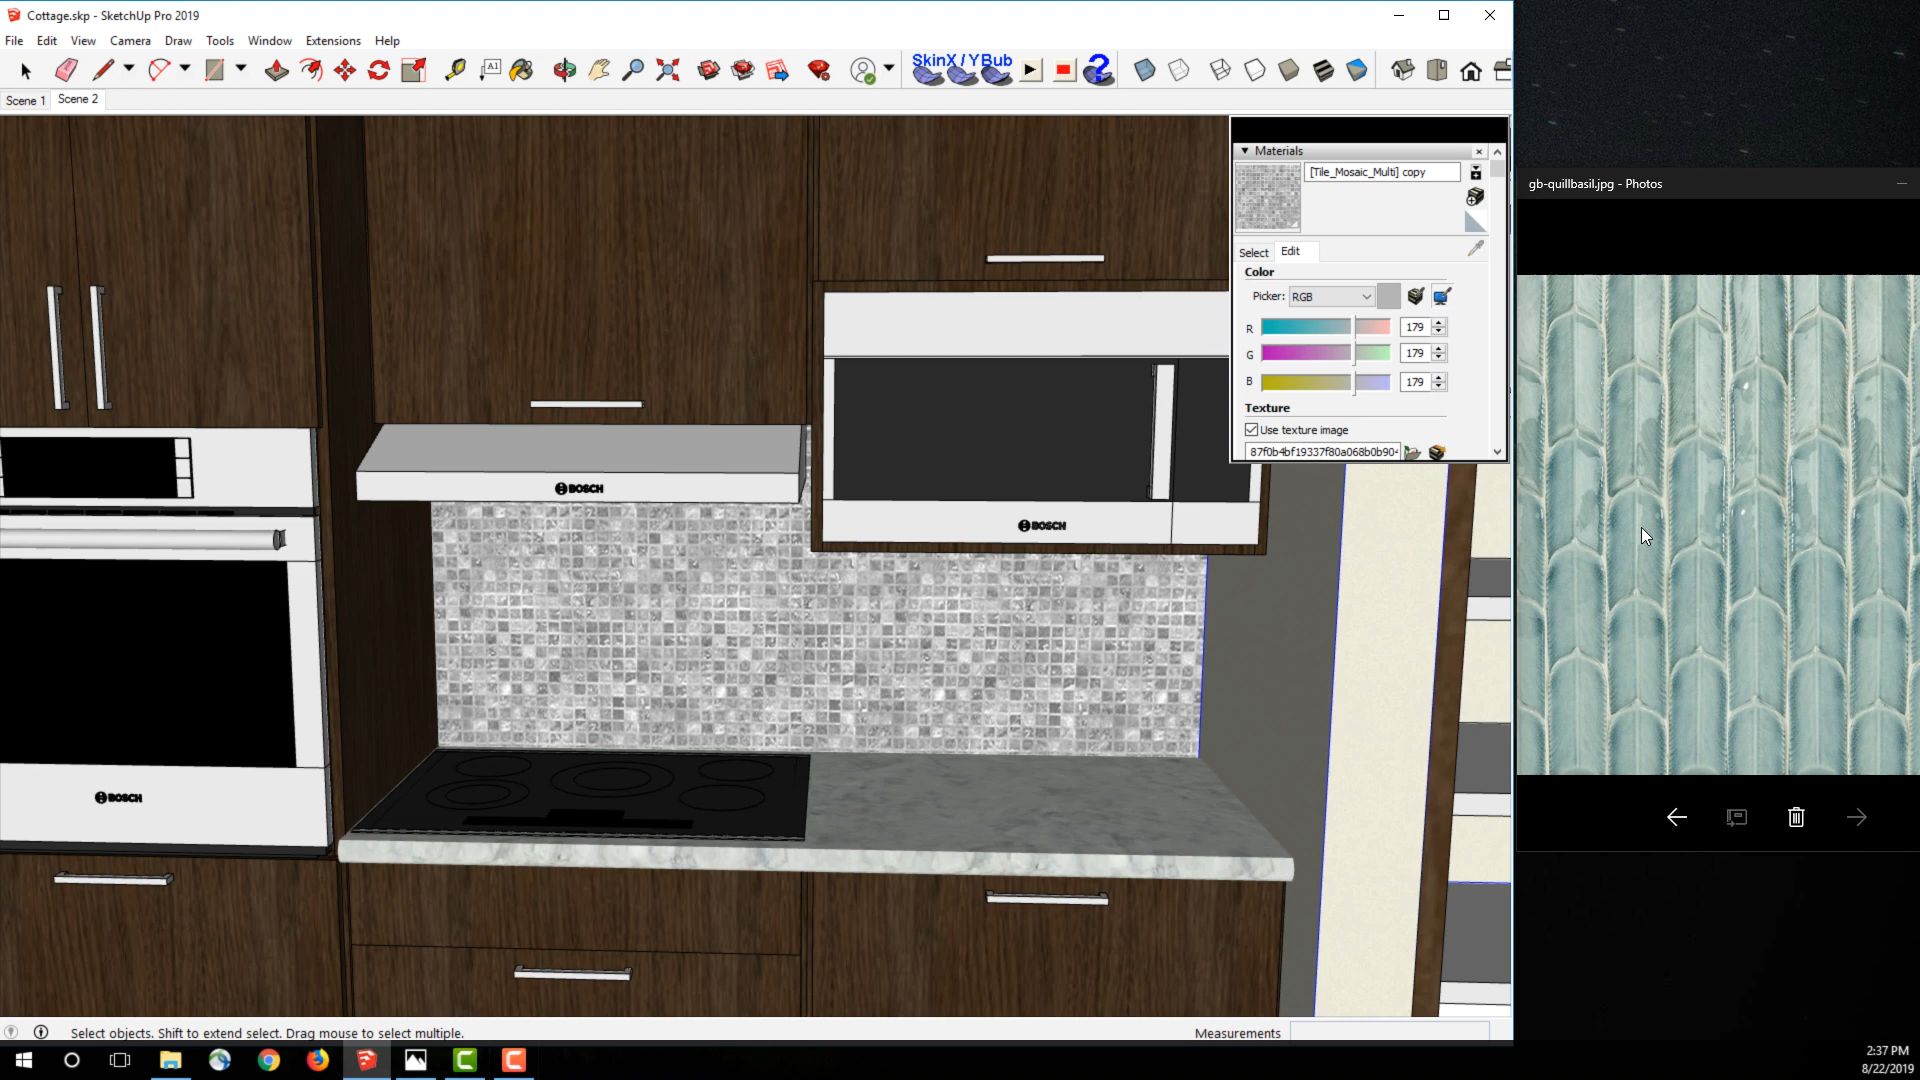 Cottage.skp - SketchUp Pro 2019
File Edit View Camera Draw Tools Window Extensions Help
A1
SkinX / YBub
?
Scene 1 Scene 2
Materials
[Tile_Mosaic_Multi] copy
Select Edit
Color
Picker: RGB
R 179
G 179
B 179
Texture
Use texture image
87f0b4bf19337f80a068b0b904
BOSCH
BOSCH
BOSCH
gb-quillbasil.jpg - Photos
Select objects. Shift to extend select. Drag mouse to select multiple.
Measurements
2:37 PM
8/22/2019